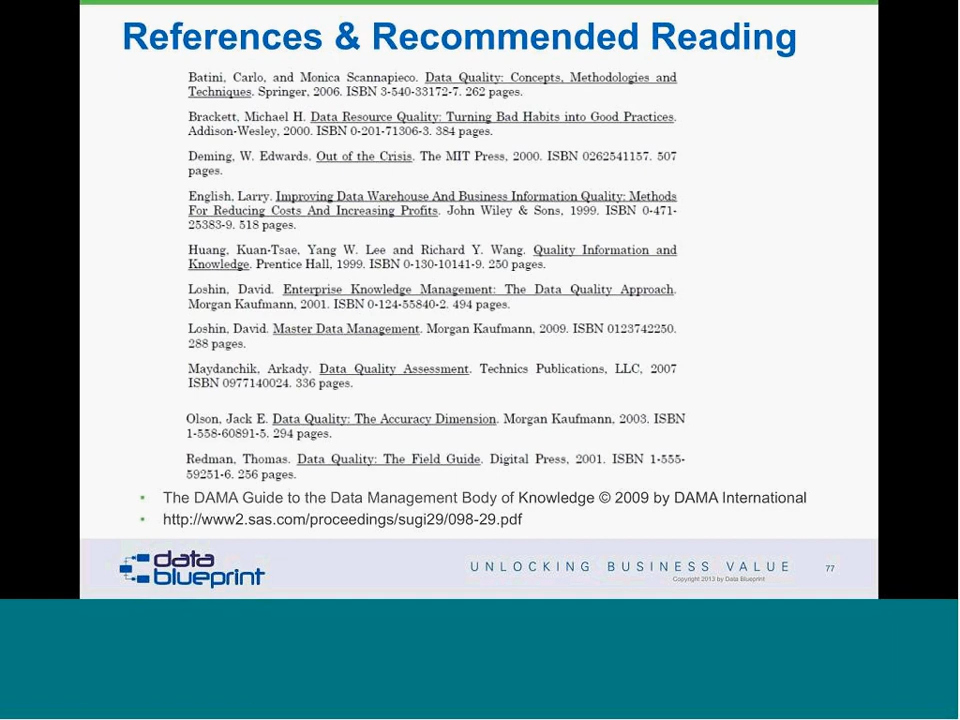 References & Recommended Reading
Batini, Carlo, and Monica Scannapieco. Data Quality: Concepts, Methodologies and
Techniques. Springer, 2006. ISBN 3-540-33172-7. 262 pages.
Brackett, Michael H. Data Resource Quality: Turning Bad Habits into Good Practices.
Addison-Wesley, 2000. ISBN 0-201-71306-3. 384 pages.
Deming, W. Edwards. Out of the Crisis. The MIT Press, 2000. ISBN 0262541157. 507
pages.
English, Larry. Improving Data Warehouse And Business Information Quality: Methods
For Reducing Costs And Increasing Profits. John Wiley & Sons, 1999. ISBN 0-471-
25383-9. 518 pages.
Huang, Kuan-Tsae, Yang W. Lee and Richard Y. Wang. Quality Information and
Knowledge. Prentice Hall, 1999. ISBN 0-130-10141-9. 250 pages.
Loshin, David. Enterprise Knowledge Management: The Data Quality Approach.
Morgan Kaufmann, 2001. ISBN 0-124-55840-2. 494 pages.
Loshin, David. Master Data Management. Morgan Kaufmann, 2009. ISBN 0123742250.
288 pages.
Maydanchik, Arkady. Data Quality Assessment. Technics Publications, LLC, 2007
ISBN 0977140024. 336 pages.
Olson, Jack E. Data Quality: The Accuracy Dimension. Morgan Kaufmann, 2003. ISBN
1-558-60891-5. 294 pages.
Redman, Thomas. Data Quality: The Field Guide. Digital Press, 2001. ISBN 1-555-
59251-6. 256 pages.
• The DAMA Guide to the Data Management Body of Knowledge © 2009 by DAMA International
• http://www2.sas.com/proceedings/sugi29/098-29.pdf
data
blueprint
UNLOCKING BUSINESS VALUE
77
Copyright 2013 by Data Blueprint